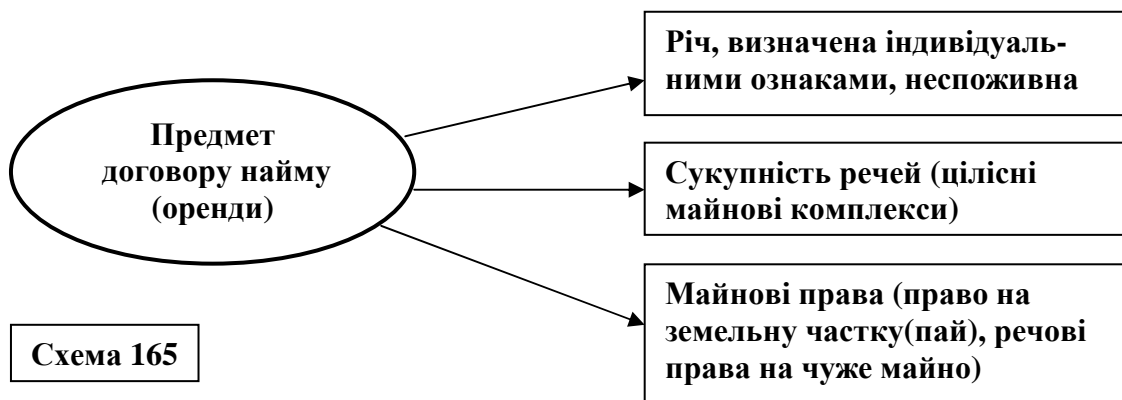 Предмет
договору найму
(оренди)
Річ, визначена індивідуаль-
ними ознаками, неспоживна
Сукупність речей (цілісні
майнові комплекси)
Майнові права (право на
земельну частку(пай), речові
права на чуже майно)
Схема 165